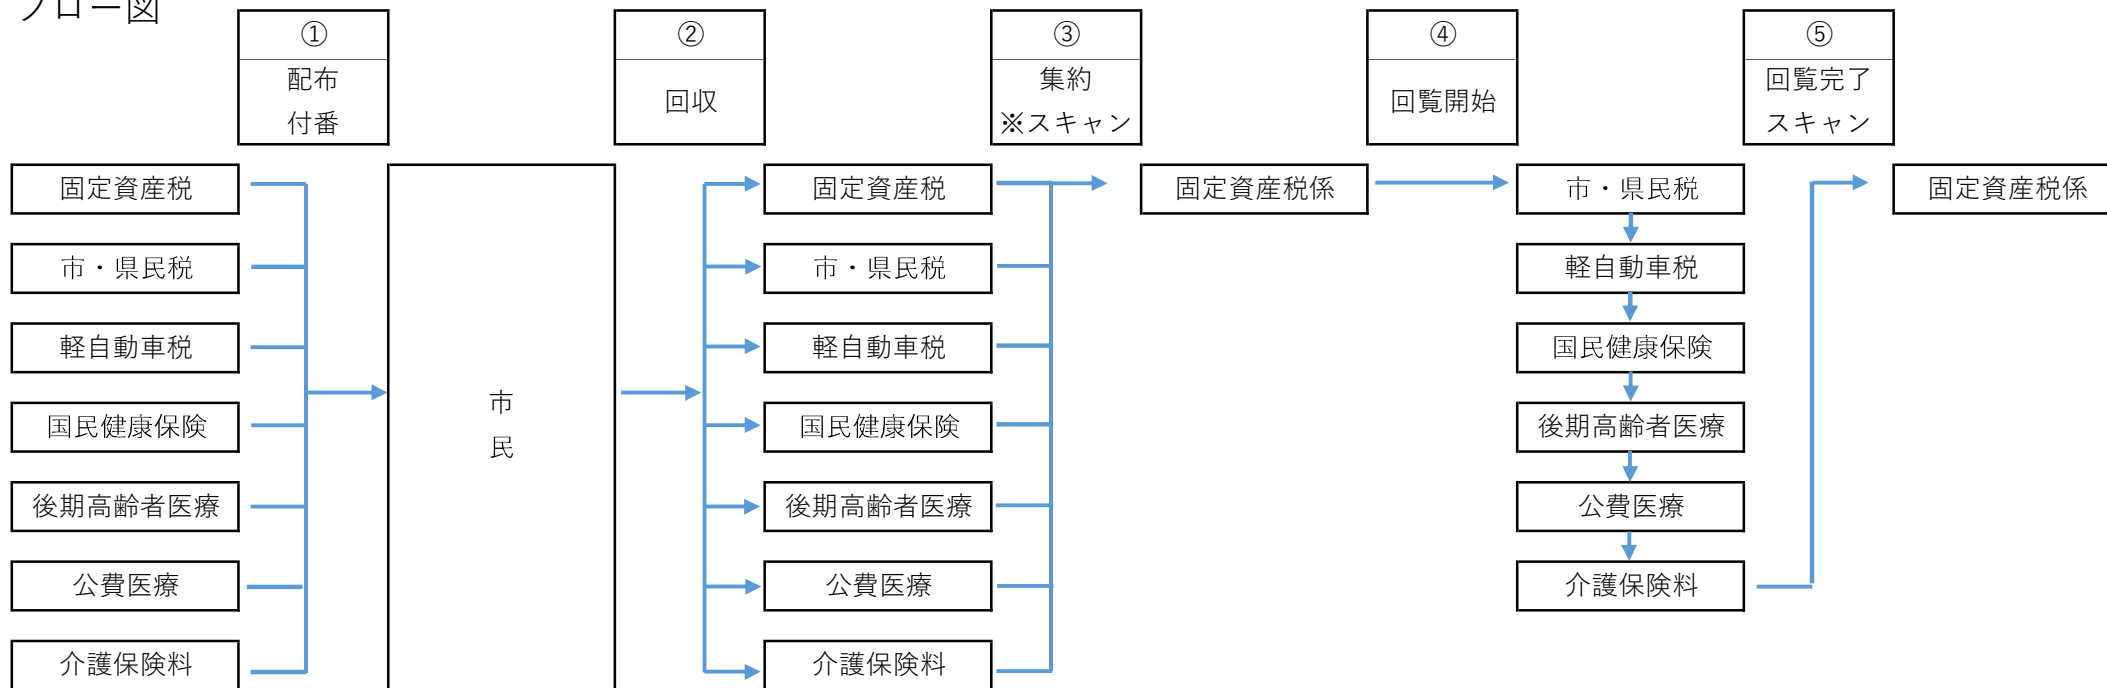 フロー図
①
配布
付番
②
回収
③
集約
※スキャン
④
回覧開始
⑤
回覧完了
スキャン
固定資産税
市・県民税
軽自動車税
国民健康保険
後期高齢者医療
公費医療
介護保険料
市
民
固定資産税
市・県民税
軽自動車税
国民健康保険
後期高齢者医療
公費医療
介護保険料
固定資産税係
市・県民税
軽自動車税
国民健康保険
後期高齢者医療
公費医療
介護保険料
固定資産税係